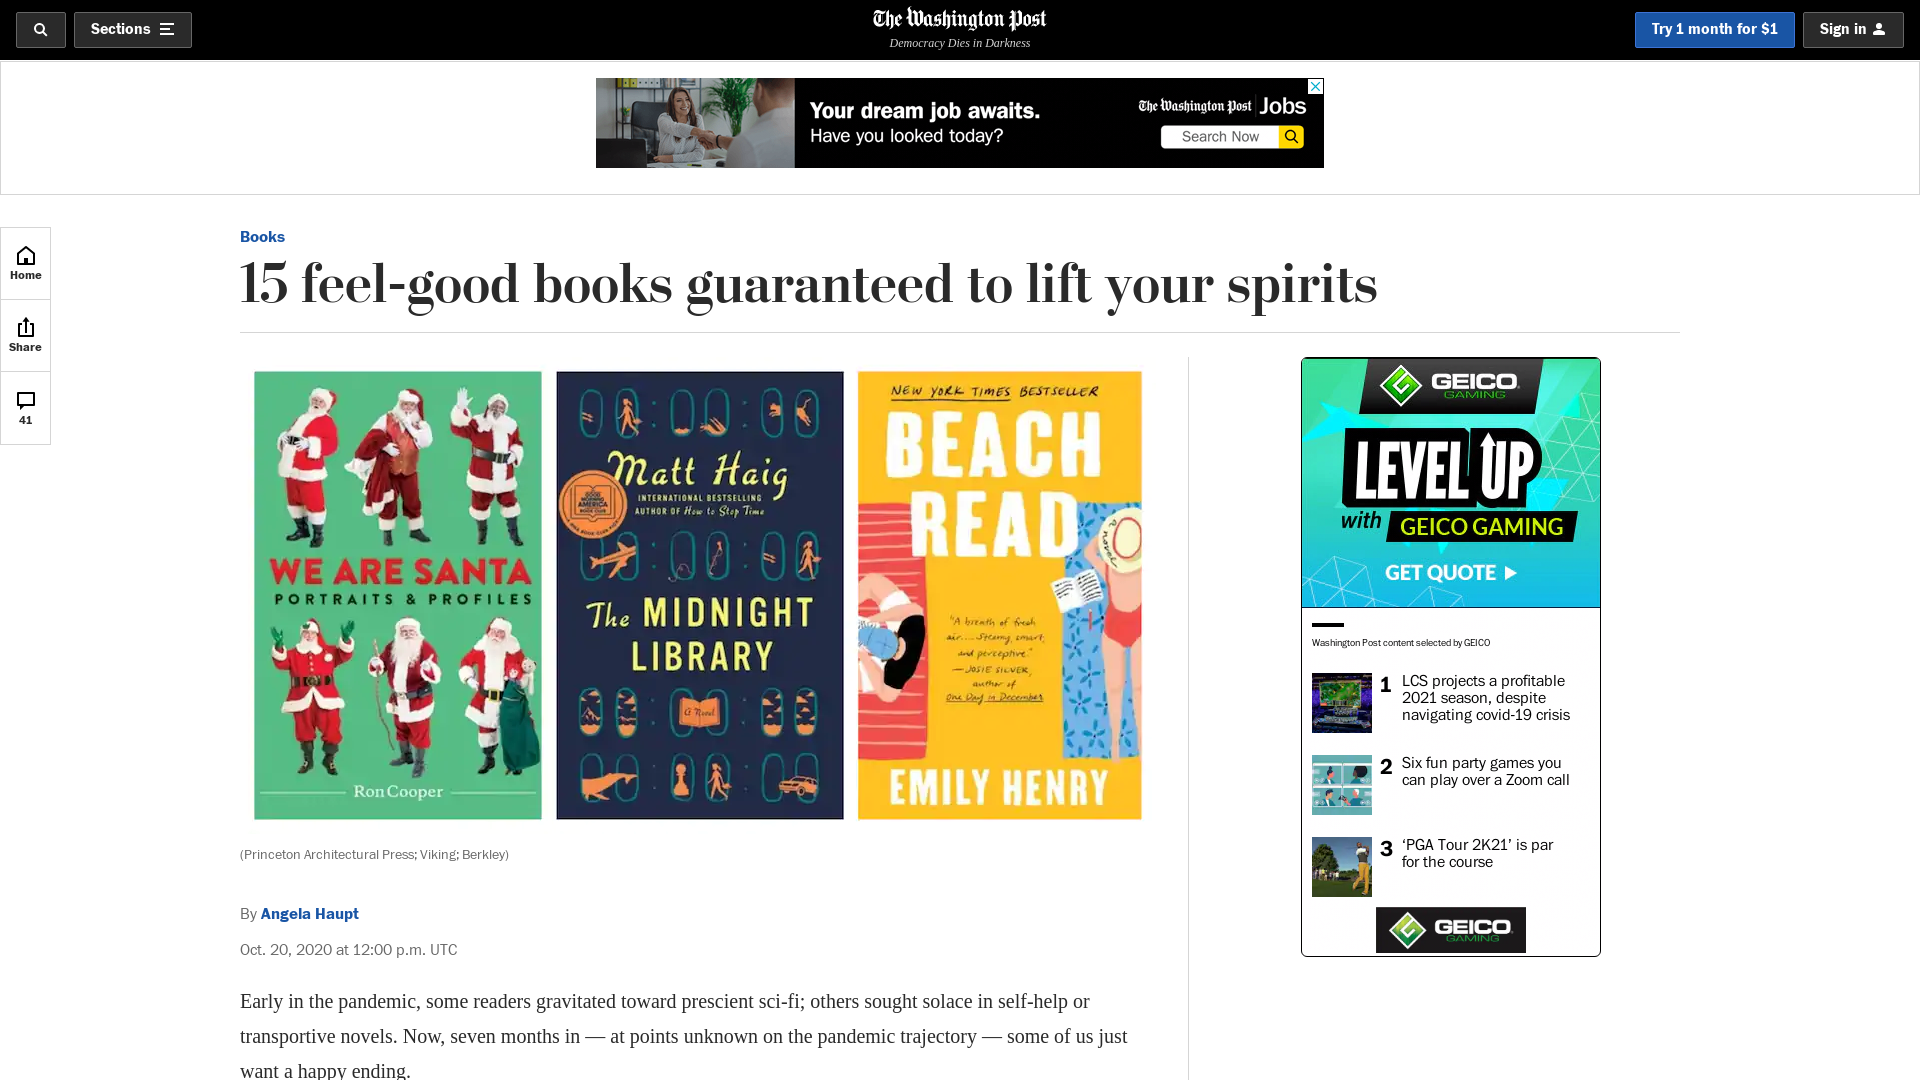 Sections
The Washington Post
Democracy Dies in Darkness
Try 1 month for $1
Sign in
Your dream job awaits.
Have you looked today?
The Washington Post Jobs
Search Now
Home
Share
41
Books
15 feel-good books guaranteed to lift your spirits
WE ARE SANTA
PORTRAITS & PROFILES
Ron Cooper
Matt Haig
INTERNATIONAL BESTSELLING
AUTHOR OF How to Stop Time
GOOD MORNING AMERICA BOOK CLUB
The MIDNIGHT
LIBRARY
A Novel
NEW YORK TIMES BESTSELLER
BEACH
READ
a novel
"A breath of fresh
air.... Steamy, smart,
and perceptive."
— JOSIE SILVER,
author of
One Day in December
EMILY HENRY
(Princeton Architectural Press; Viking; Berkley)
By Angela Haupt
Oct. 20, 2020 at 12:00 p.m. UTC
Early in the pandemic, some readers gravitated toward prescient sci-fi; others sought solace in self-help or
transportive novels. Now, seven months in — at points unknown on the pandemic trajectory — some of us just
want a happy ending.
GEICO
GAMING
LEVEL UP
with GEICO GAMING
GET QUOTE
Washington Post content selected by GEICO
1 LCS projects a profitable
2021 season, despite
navigating covid-19 crisis
2 Six fun party games you
can play over a Zoom call
3 ‘PGA Tour 2K21’ is par
for the course
GEICO
GAMING